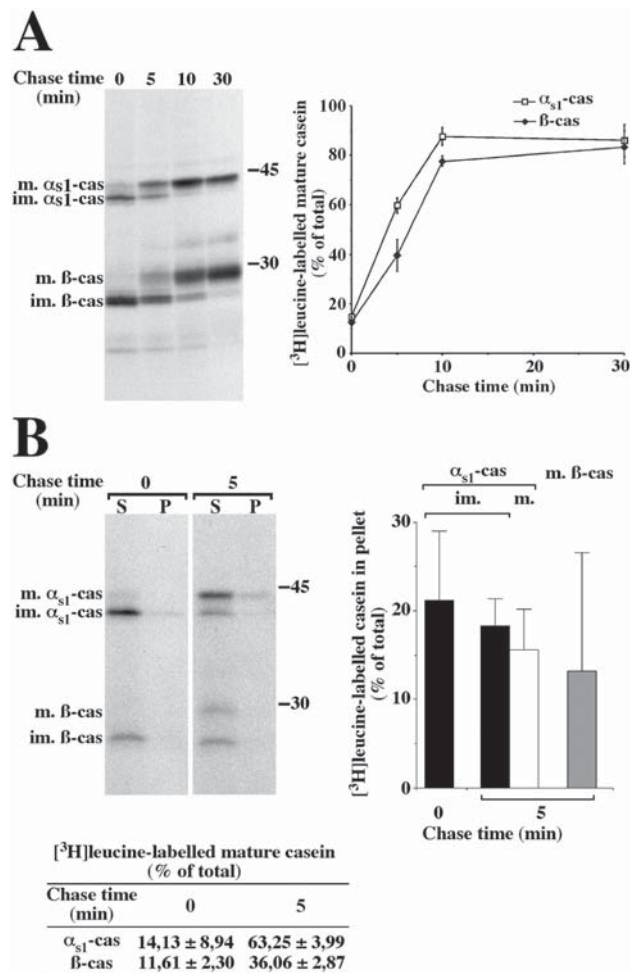 A
Chase time 0 5 10 30
(min)
m. αs1-cas
im. αs1-cas
m. ß-cas
im. ß-cas
–45
–30
[³H]leucine-labelled mature casein
(% of total)
100
80
60
40
20
0
αs1-cas
ß-cas
0 10 20 30
Chase time (min)
B
Chase time 0 5
(min)
S P S P
m. αs1-cas
im. αs1-cas
m. ß-cas
im. ß-cas
–45
–30
αs1-cas m. ß-cas
im. m.
[³H]leucine-labelled casein in pellet
(% of total)
30
20
10
0
0 5
Chase time (min)
[³H]leucine-labelled mature casein
(% of total)
Chase time
(min) 0 5
αs1-cas 14,13 ± 8,94 63,25 ± 3,99
ß-cas 11,61 ± 2,30 36,06 ± 2,87